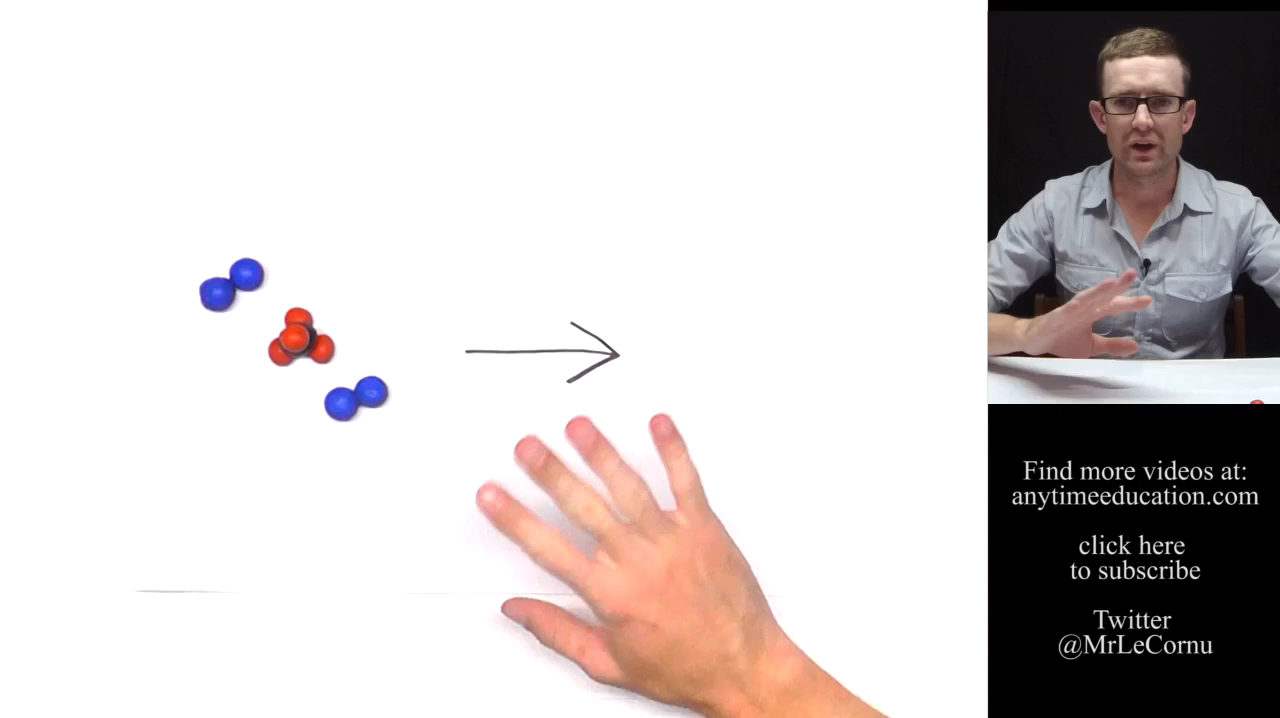 Find more videos at:
anytimeeducation.com
click here
to subscribe
Twitter
@MrLeCornu